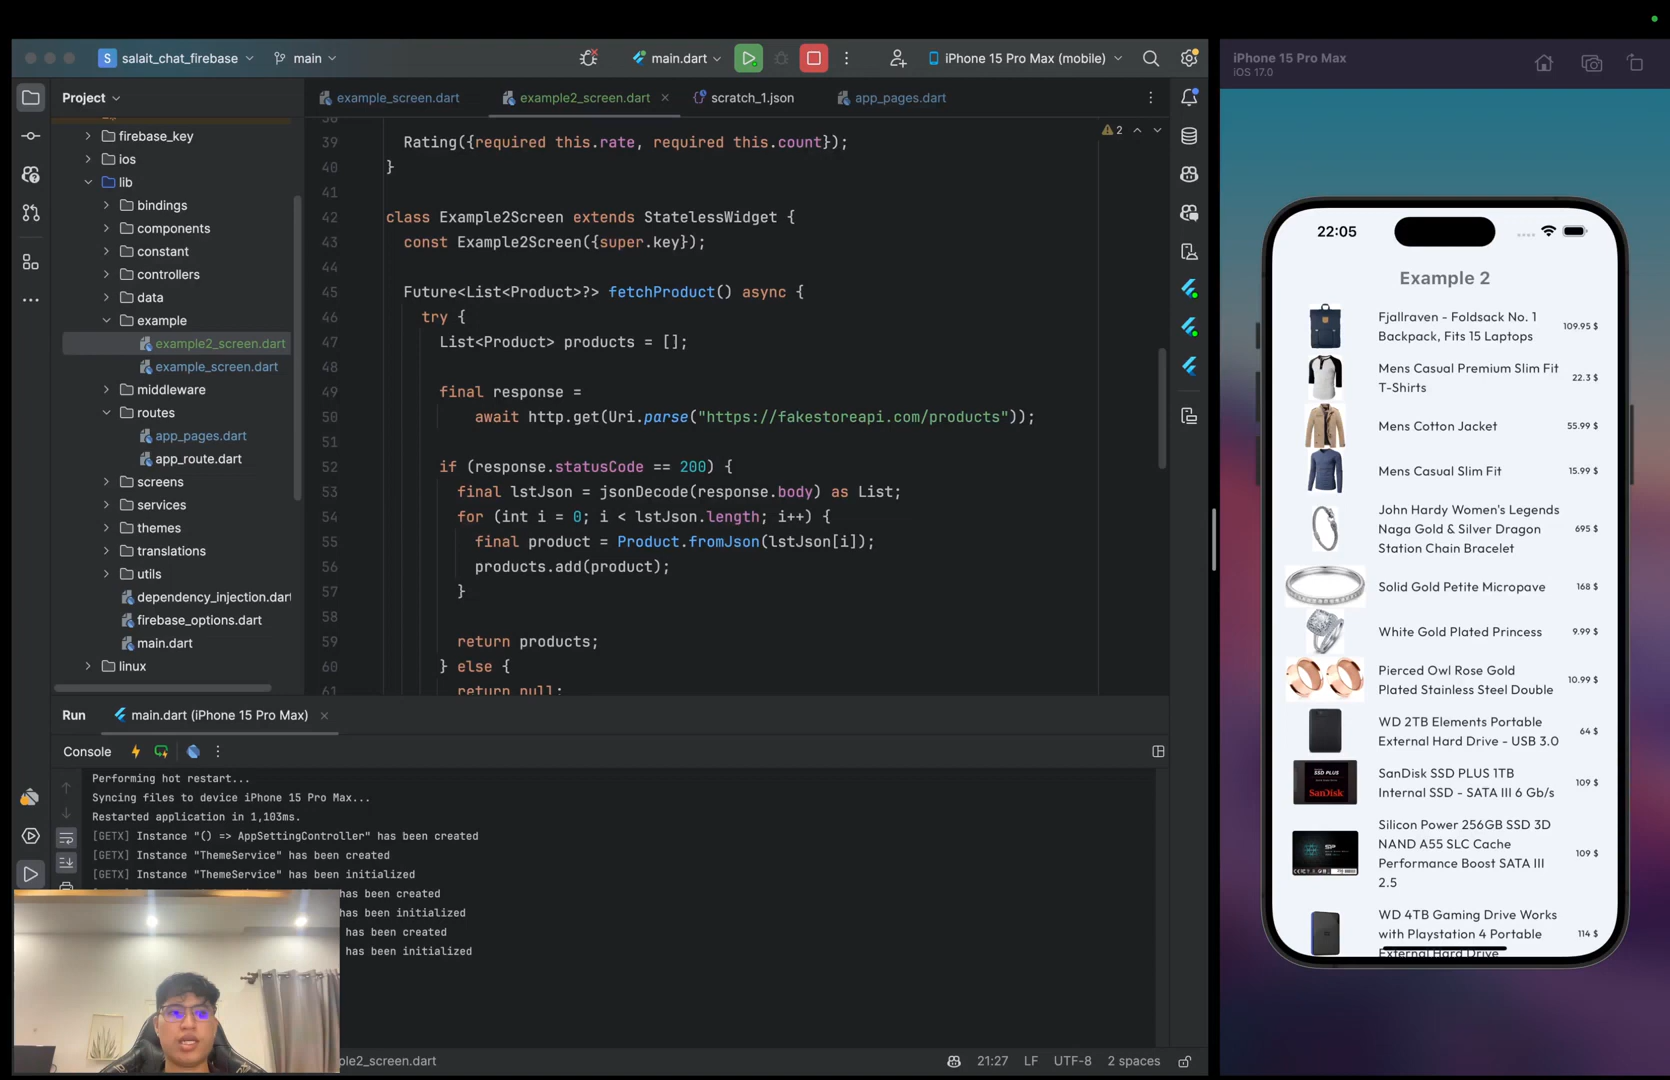 salait_chat_firebase
main
main.dart
iPhone 15 Pro Max (mobile)
Project
example_screen.dart
example2_screen.dart
scratch_1.json
app_pages.dart
firebase_key
ios
lib
bindings
components
constant
controllers
data
example
example2_screen.dart
example_screen.dart
middleware
routes
app_pages.dart
app_route.dart
screens
services
themes
translations
utils
dependency_injection.dart
firebase_options.dart
main.dart
linux
2
39 Rating({required this.rate, required this.count});
40 }
41
42 class Example2Screen extends StatelessWidget {
43 const Example2Screen({super.key});
44
45 Future<List<Product>?> fetchProduct() async {
46 try {
47 List<Product> products = [];
48
49 final response =
50 await http.get(Uri.parse("https://fakestoreapi.com/products"));
51
52 if (response.statusCode == 200) {
53 final lstJson = jsonDecode(response.body) as List;
54 for (int i = 0; i < lstJson.length; i++) {
55 final product = Product.fromJson(lstJson[i]);
56 products.add(product);
57 }
58
59 return products;
60 } else {
61 return null;
Run
main.dart (iPhone 15 Pro Max)
Console
Performing hot restart...
Syncing files to device iPhone 15 Pro Max...
Restarted application in 1,103ms.
[GETX] Instance "() => AppSettingController" has been created
[GETX] Instance "ThemeService" has been created
[GETX] Instance "ThemeService" has been initialized
has been created
has been initialized
has been created
has been initialized
ple2_screen.dart
21:27
LF
UTF-8
2 spaces
iPhone 15 Pro Max
iOS 17.0
22:05
Example 2
Fjallraven - Foldsack No. 1
Backpack, Fits 15 Laptops
109.95 $
Mens Casual Premium Slim Fit
T-Shirts
22.3 $
Mens Cotton Jacket
55.99 $
Mens Casual Slim Fit
15.99 $
John Hardy Women's Legends
Naga Gold & Silver Dragon
Station Chain Bracelet
695 $
Solid Gold Petite Micropave
168 $
White Gold Plated Princess
9.99 $
Pierced Owl Rose Gold
Plated Stainless Steel Double
10.99 $
WD 2TB Elements Portable
External Hard Drive - USB 3.0
64 $
SSD PLUS
SanDisk
SanDisk SSD PLUS 1TB
Internal SSD - SATA III 6 Gb/s
109 $
SP
Silicon Power 256GB SSD 3D
NAND A55 SLC Cache
Performance Boost SATA III
2.5
109 $
WD 4TB Gaming Drive Works
with Playstation 4 Portable
External Hard Drive
114 $